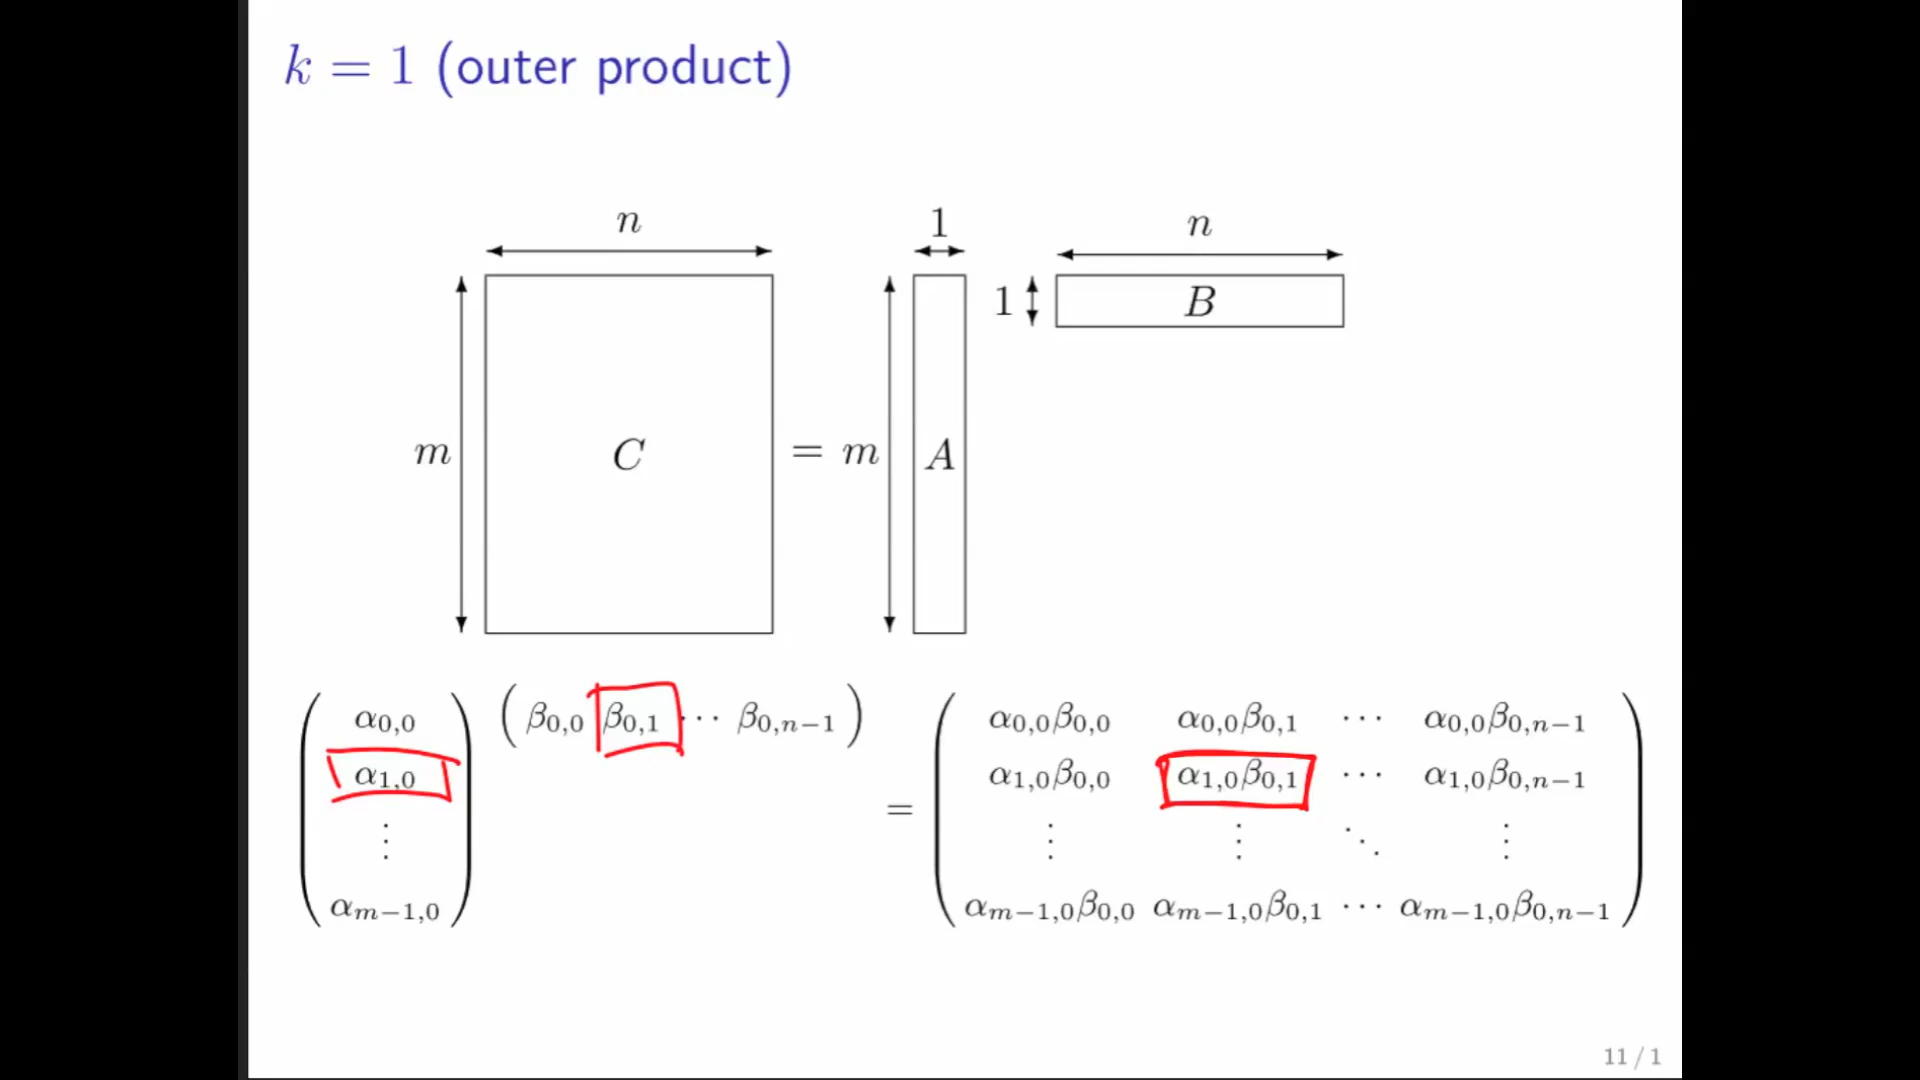 k = 1 (outer product)
n 1 n
1 B
m C = m A
( α₀,₀ ) ( β₀,₀ β₀,₁ ⋯ β₀,ₙ₋₁ ) ( α₀,₀β₀,₀ α₀,₀β₀,₁ ⋯ α₀,₀β₀,ₙ₋₁ )
α₁,₀ α₁,₀β₀,₀ α₁,₀β₀,₁ ⋯ α₁,₀β₀,ₙ₋₁
⋮ = ⋮ ⋮ ⋱ ⋮
αₘ₋₁,₀ αₘ₋₁,₀β₀,₀ αₘ₋₁,₀β₀,₁ ⋯ αₘ₋₁,₀β₀,ₙ₋₁
11 / 1